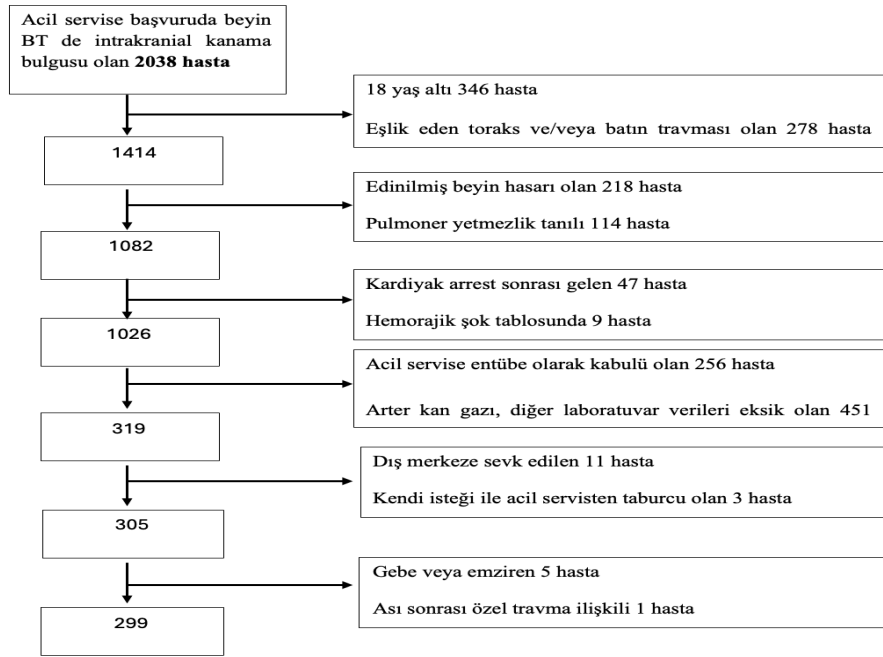 Acil servise başvuruda beyin
BT de intrakranial kanama
bulgusu olan 2038 hasta
18 yaş altı 346 hasta
Eşlik eden toraks ve/veya batın travması olan 278 hasta
1414
Edinilmiş beyin hasarı olan 218 hasta
Pulmoner yetmezlik tanılı 114 hasta
1082
Kardiyak arrest sonrası gelen 47 hasta
Hemorajik şok tablosunda 9 hasta
1026
Acil servise entübe olarak kabulü olan 256 hasta
Arter kan gazı, diğer laboratuvar verileri eksik olan 451
319
Dış merkeze sevk edilen 11 hasta
Kendi isteği ile acil servisten taburcu olan 3 hasta
305
Gebe veya emziren 5 hasta
Ası sonrası özel travma ilişkili 1 hasta
299